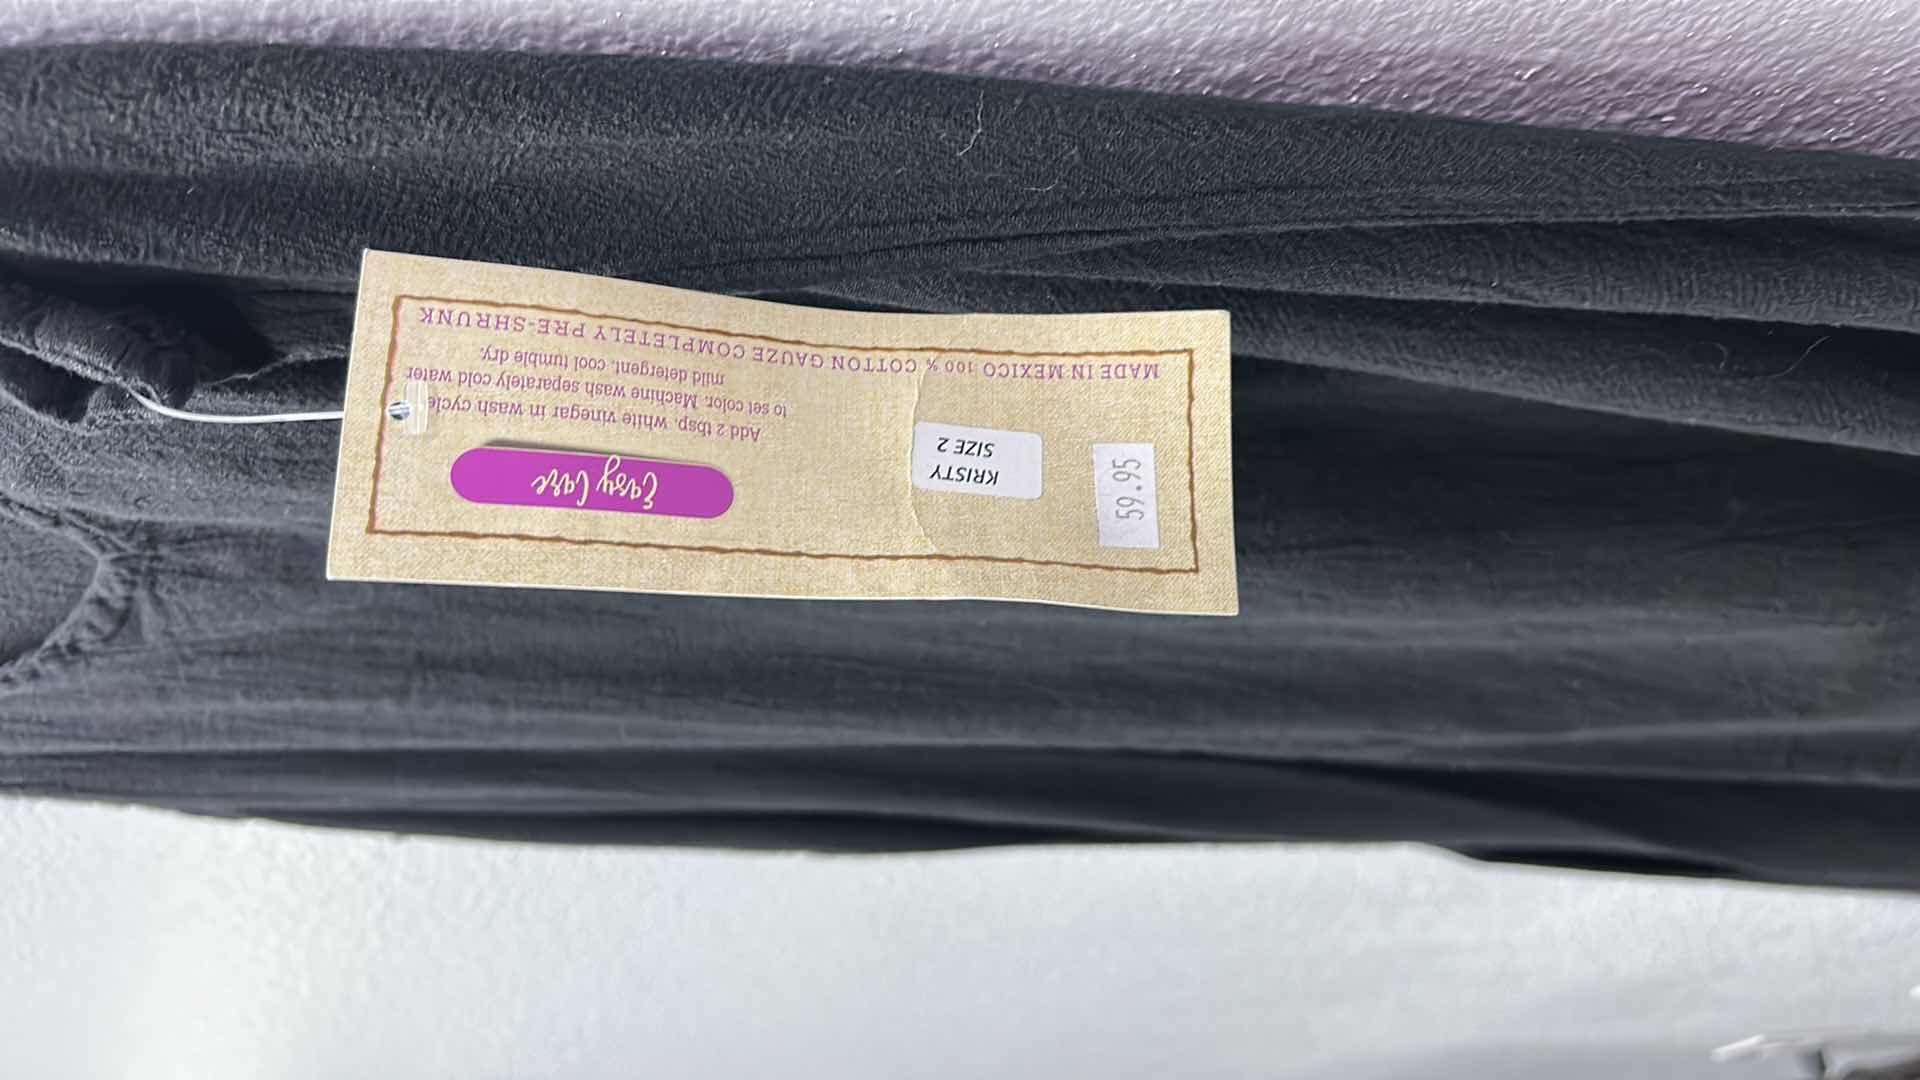 Easy Care
Add 2 tbsp. white vinegar in wash cycle
to set color. Machine wash separately cold water
mild detergent. cool tumble dry.
MADE IN MEXICO 100 % COTTON GAUZE COMPLETELY PRE-SHRUNK
KRISTY
SIZE 2
59.95